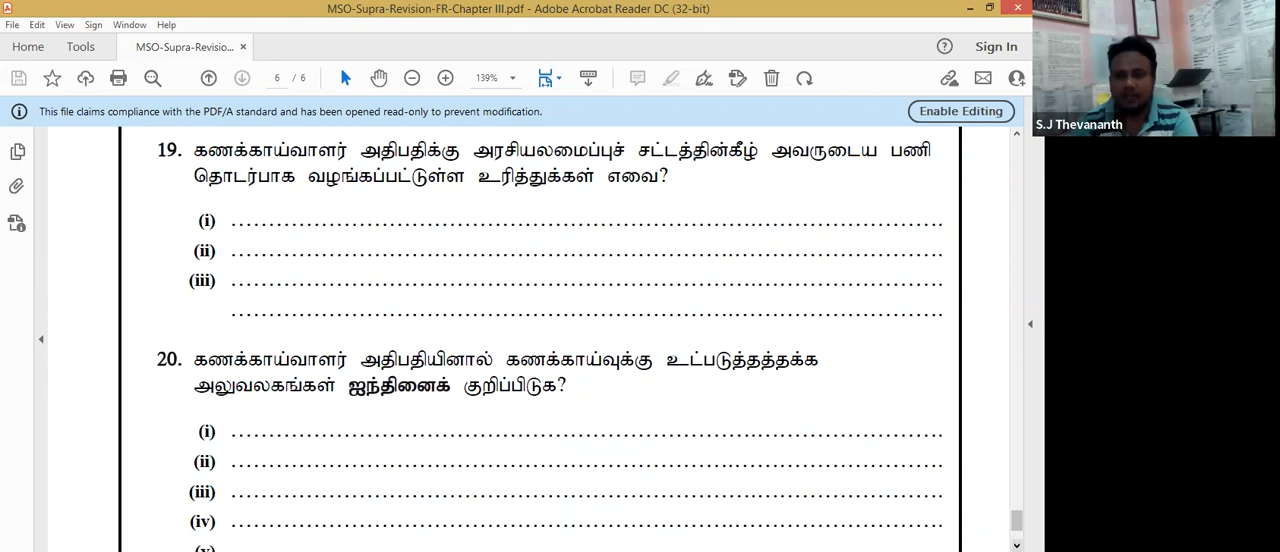 MSO-Supra-Revision-FR-Chapter III.pdf - Adobe Acrobat Reader DC (32-bit)
File Edit View Sign Window Help
Home Tools MSO-Supra-Revisio... × Sign In
6 / 6 139%
This file claims compliance with the PDF/A standard and has been opened read-only to prevent modification. Enable Editing
S.J Thevananth
19. கணக்காய்வாளர் அதிபதிக்கு அரசியலமைப்புச் சட்டத்தின்கீழ் அவருடைய பணி
தொடர்பாக வழங்கப்பட்டுள்ள உரித்துக்கள் எவை?
(i) ..........................................................................................
(ii) ..........................................................................................
(iii) ..........................................................................................
..........................................................................................
20. கணக்காய்வாளர் அதிபதியினால் கணக்காய்வுக்கு உட்படுத்தத்தக்க
அலுவலகங்கள் ஐந்தினைக் குறிப்பிடுக?
(i) ..........................................................................................
(ii) ..........................................................................................
(iii) ..........................................................................................
(iv) ..........................................................................................